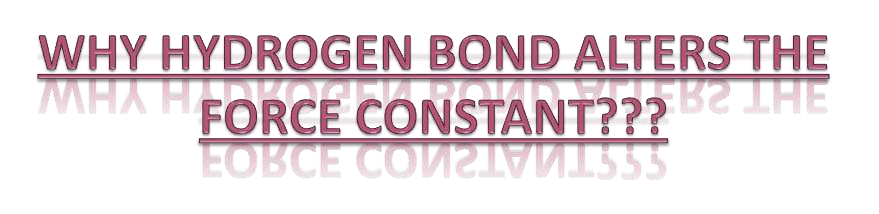 WHY HYDROGEN BOND ALTERS THE
FORCE CONSTANT???